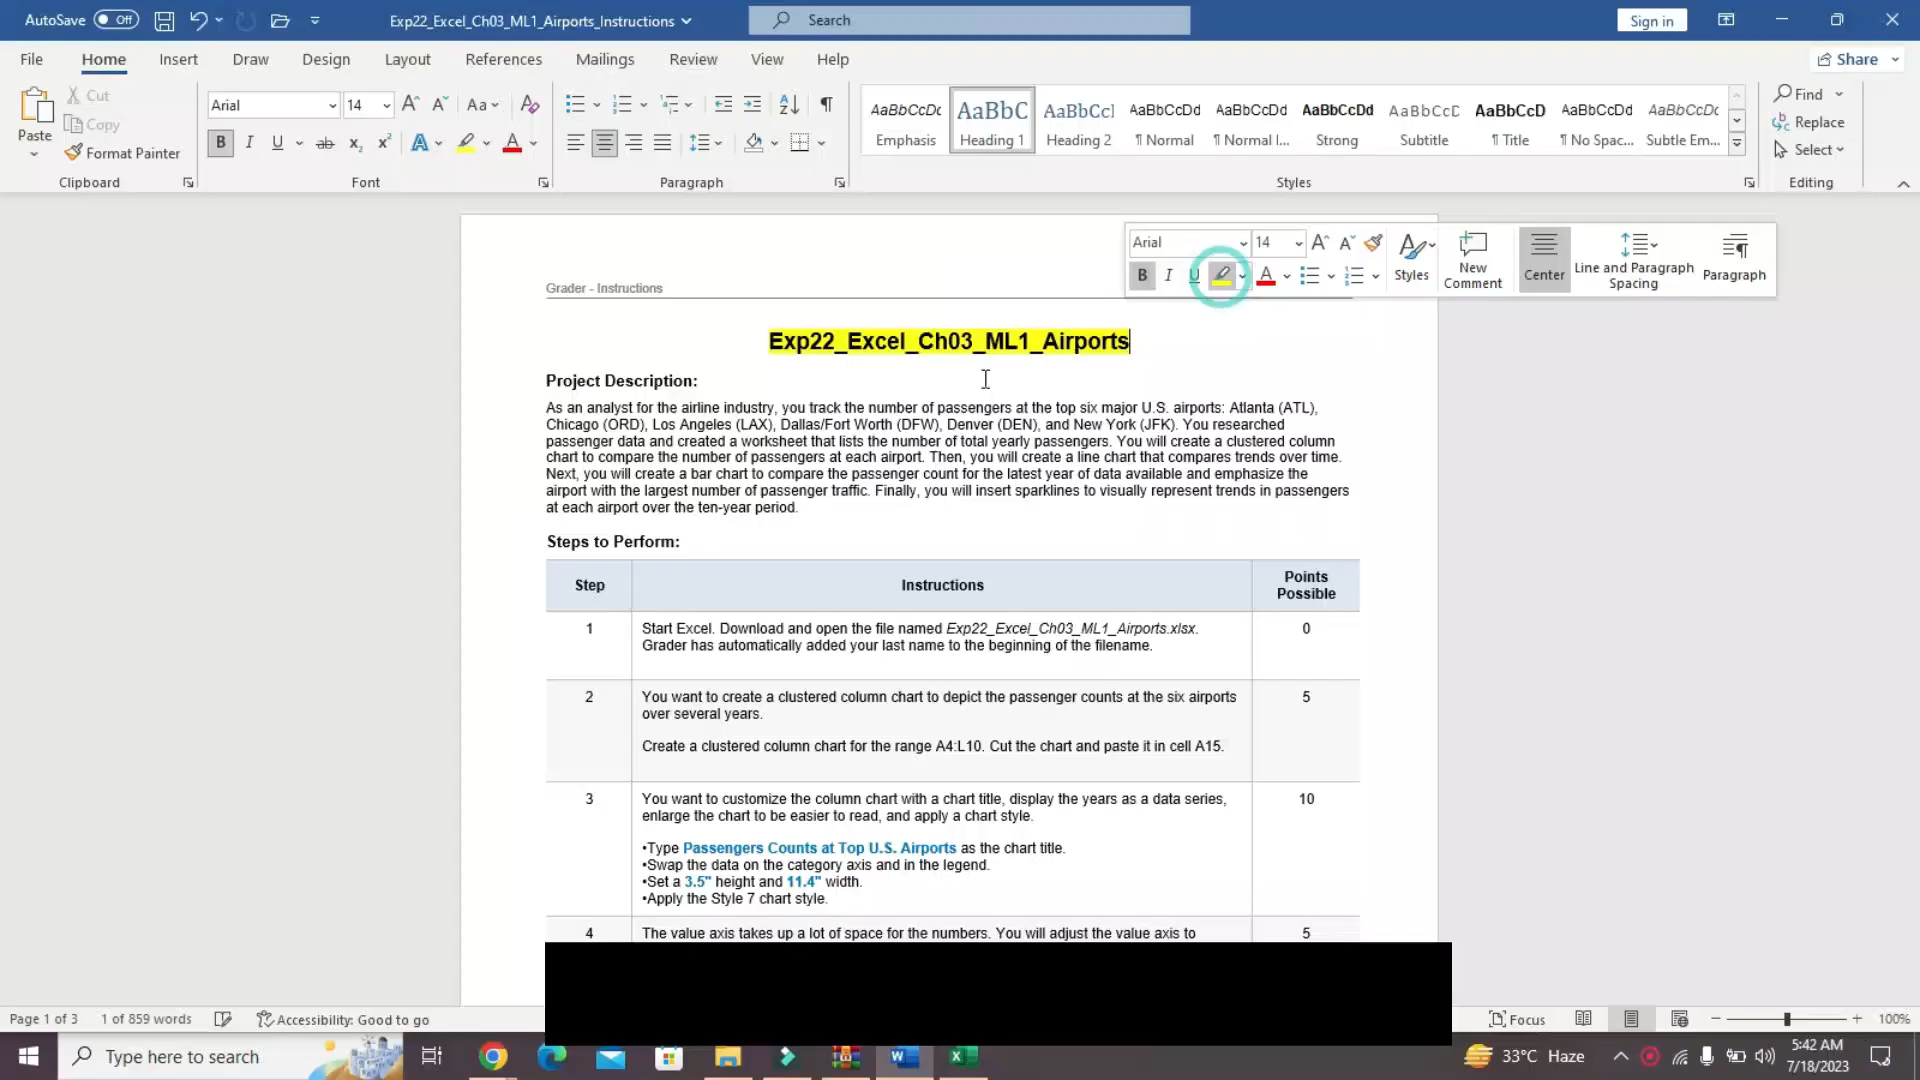 AutoSave Off Exp22_Excel_Ch03_ML1_Airports_Instructions Search Sign in
File Home Insert Draw Design Layout References Mailings Review View Help Share
Paste Cut Copy Format Painter
Clipboard
Arial 14
Font
Paragraph
AaBbCcDc AaBbC AaBbCcI AaBbCcDd AaBbCcDd AaBbCcDd AaBbCcD AaBbCcD AaBbCcDd AaBbCcDc
Emphasis Heading 1 Heading 2 ¶ Normal ¶ Normal I... Strong Subtitle ¶ Title ¶ No Spac... Subtle Em...
Styles
Find
Replace
Select
Editing
Arial 14
B I U A
Styles New Comment Center Line and Paragraph Spacing Paragraph
Grader - Instructions
Exp22_Excel_Ch03_ML1_Airports
Project Description:
As an analyst for the airline industry, you track the number of passengers at the top six major U.S. airports: Atlanta (ATL),
Chicago (ORD), Los Angeles (LAX), Dallas/Fort Worth (DFW), Denver (DEN), and New York (JFK). You researched
passenger data and created a worksheet that lists the number of total yearly passengers. You will create a clustered column
chart to compare the number of passengers at each airport. Then, you will create a line chart that compares trends over time.
Next, you will create a bar chart to compare the passenger count for the latest year of data available and emphasize the
airport with the largest number of passenger traffic. Finally, you will insert sparklines to visually represent trends in passengers
at each airport over the ten-year period.
Steps to Perform:
Step Instructions Points Possible
1 Start Excel. Download and open the file named Exp22_Excel_Ch03_ML1_Airports.xlsx. 0
Grader has automatically added your last name to the beginning of the filename.
2 You want to create a clustered column chart to depict the passenger counts at the six airports 5
over several years.
Create a clustered column chart for the range A4:L10. Cut the chart and paste it in cell A15.
3 You want to customize the column chart with a chart title, display the years as a data series, 10
enlarge the chart to be easier to read, and apply a chart style.
•Type Passengers Counts at Top U.S. Airports as the chart title.
•Swap the data on the category axis and in the legend.
•Set a 3.5" height and 11.4" width.
•Apply the Style 7 chart style.
4 The value axis takes up a lot of space for the numbers. You will adjust the value axis to 5
Page 1 of 3 1 of 859 words Accessibility: Good to go Focus 100%
Type here to search 33°C Haze 5:42 AM
7/18/2023